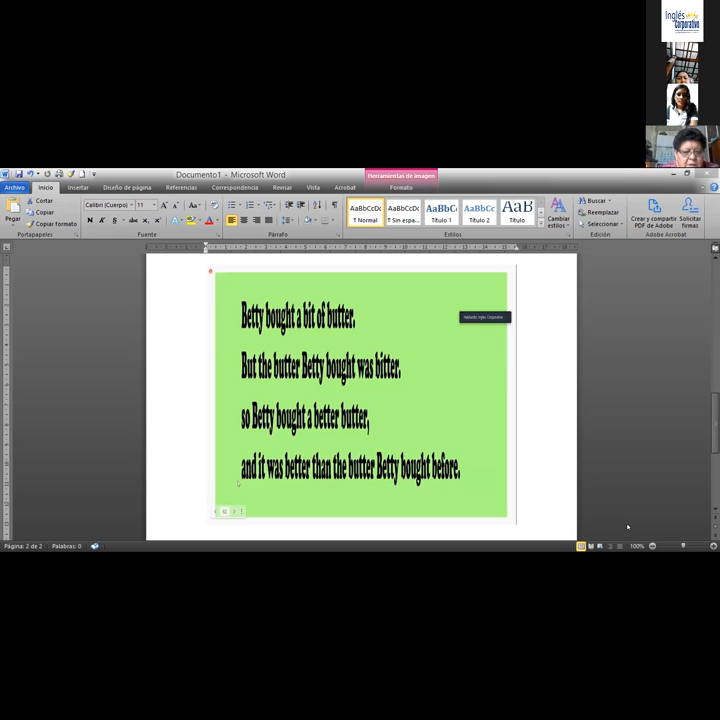 Inglés
Corporativo
Documento1 - Microsoft Word
Herramientas de imagen
Archivo
Inicio
Insertar
Diseño de página
Referencias
Correspondencia
Revisar
Vista
Acrobat
Formato
Pegar
Cortar
Copiar
Copiar formato
Portapapeles
Calibri (Cuerpo)
11
Fuente
Párrafo
AaBbCcDc
T Normal
AaBbCcDc
T Sin espa...
AaBbC
Título 1
AaBbCc
Título 2
AaB
Título
Cambiar
estilos
Estilos
Buscar
Reemplazar
Seleccionar
Edición
Crear y compartir
PDF de Adobe
Solicitar
firmas
Adobe Acrobat
Betty bought a bit of butter.
But the butter Betty bought was bitter.
so Betty bought a better butter,
and it was better than the butter Betty bought before.
Hablando: Ingles Corporativo
Página: 2 de 2
Palabras: 0
100%